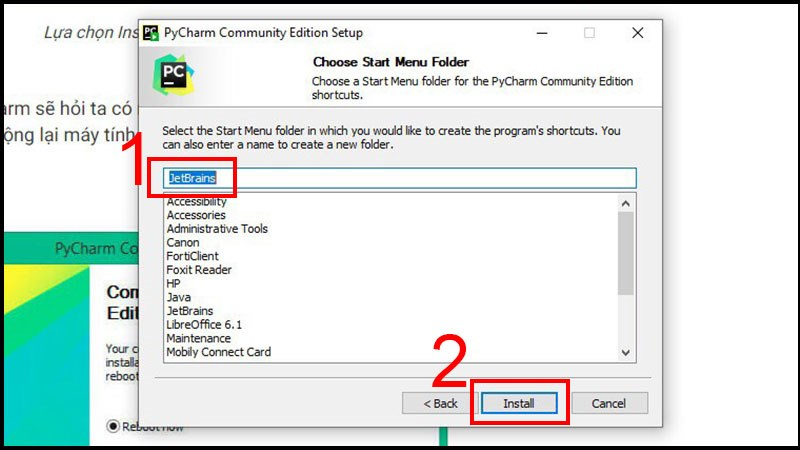 Lựa chọn Ins
arm sẽ hỏi ta có
ộng lại máy tính
PyCharm Co
Com
Edit
Your c
installa
reboot
Reboot now
PC PyCharm Community Edition Setup
PC
Choose Start Menu Folder
Choose a Start Menu folder for the PyCharm Community Edition
shortcuts.
Select the Start Menu folder in which you would like to create the program's shortcuts. You
can also enter a name to create a new folder.
1
JetBrains
Accessibility
Accessories
Administrative Tools
Canon
FortiClient
Foxit Reader
HP
Java
JetBrains
LibreOffice 6.1
Maintenance
Mobily Connect Card
2
< Back
Install
Cancel